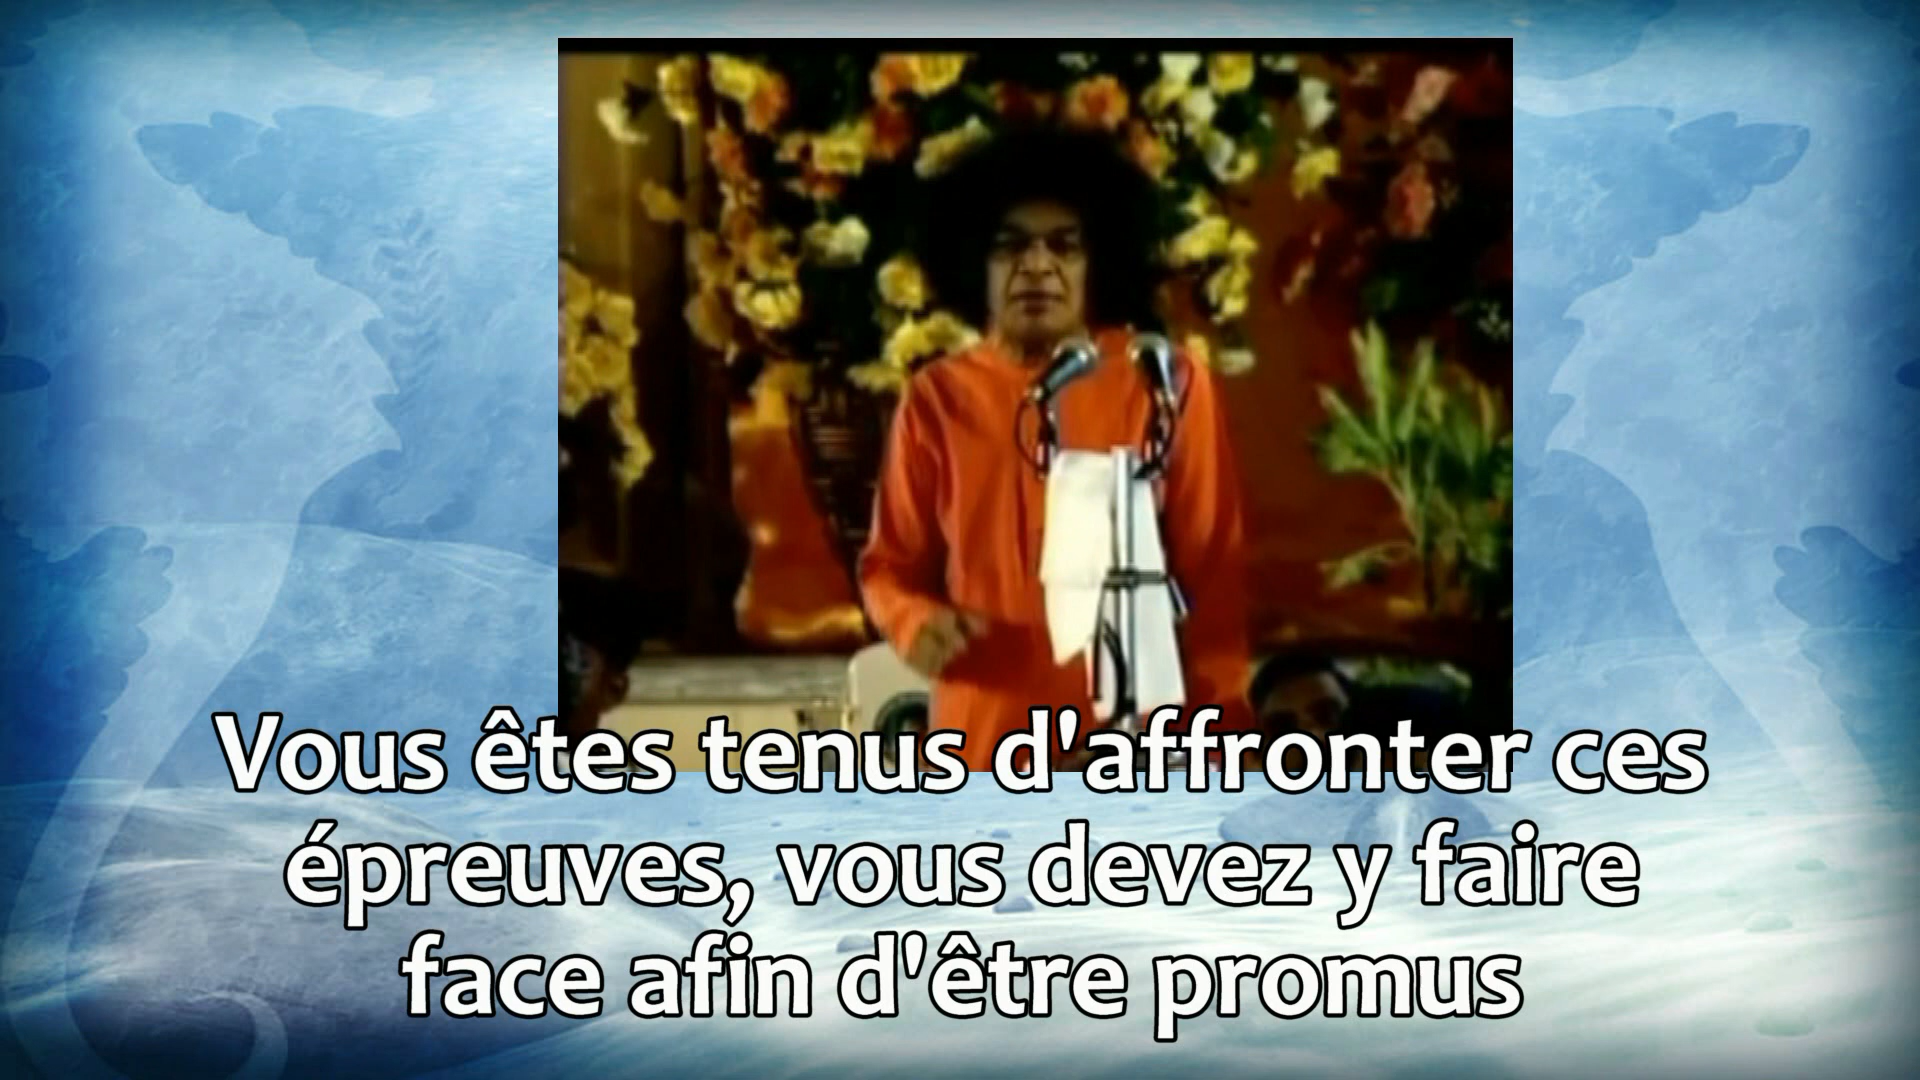 Vous êtes tenus d'affronter ces
épreuves, vous devez y faire
face afin d'être promus